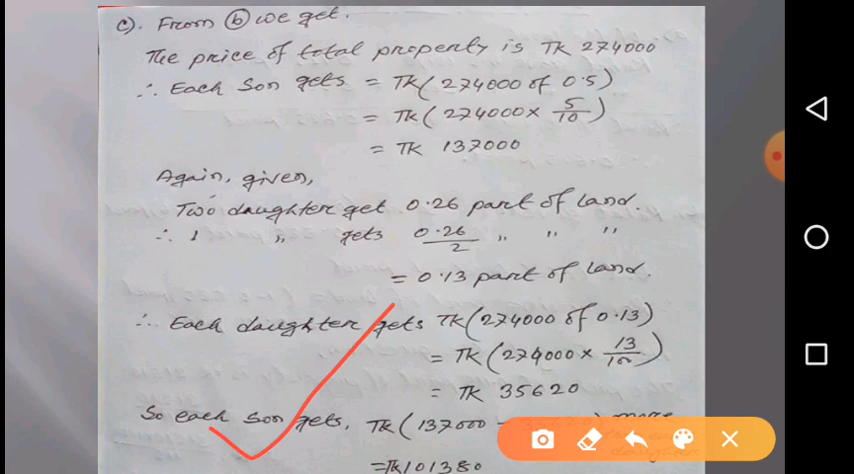 c). From (b) we get.
The price of total property is TK 274000
∴ Each Son gets = TK(274000 of 0.5)
= TK(274000 × 5/10)
= TK 137000
Again, given,
Two daughter get 0.26 part of land.
∴ 1 " gets 0.26/2 " " "
= 0.13 part of land.
∴ Each daughter gets TK(274000 of 0.13)
= TK(274000 × 13/100)
= TK 35620
So each son gets, TK(137000 -
=TK101380